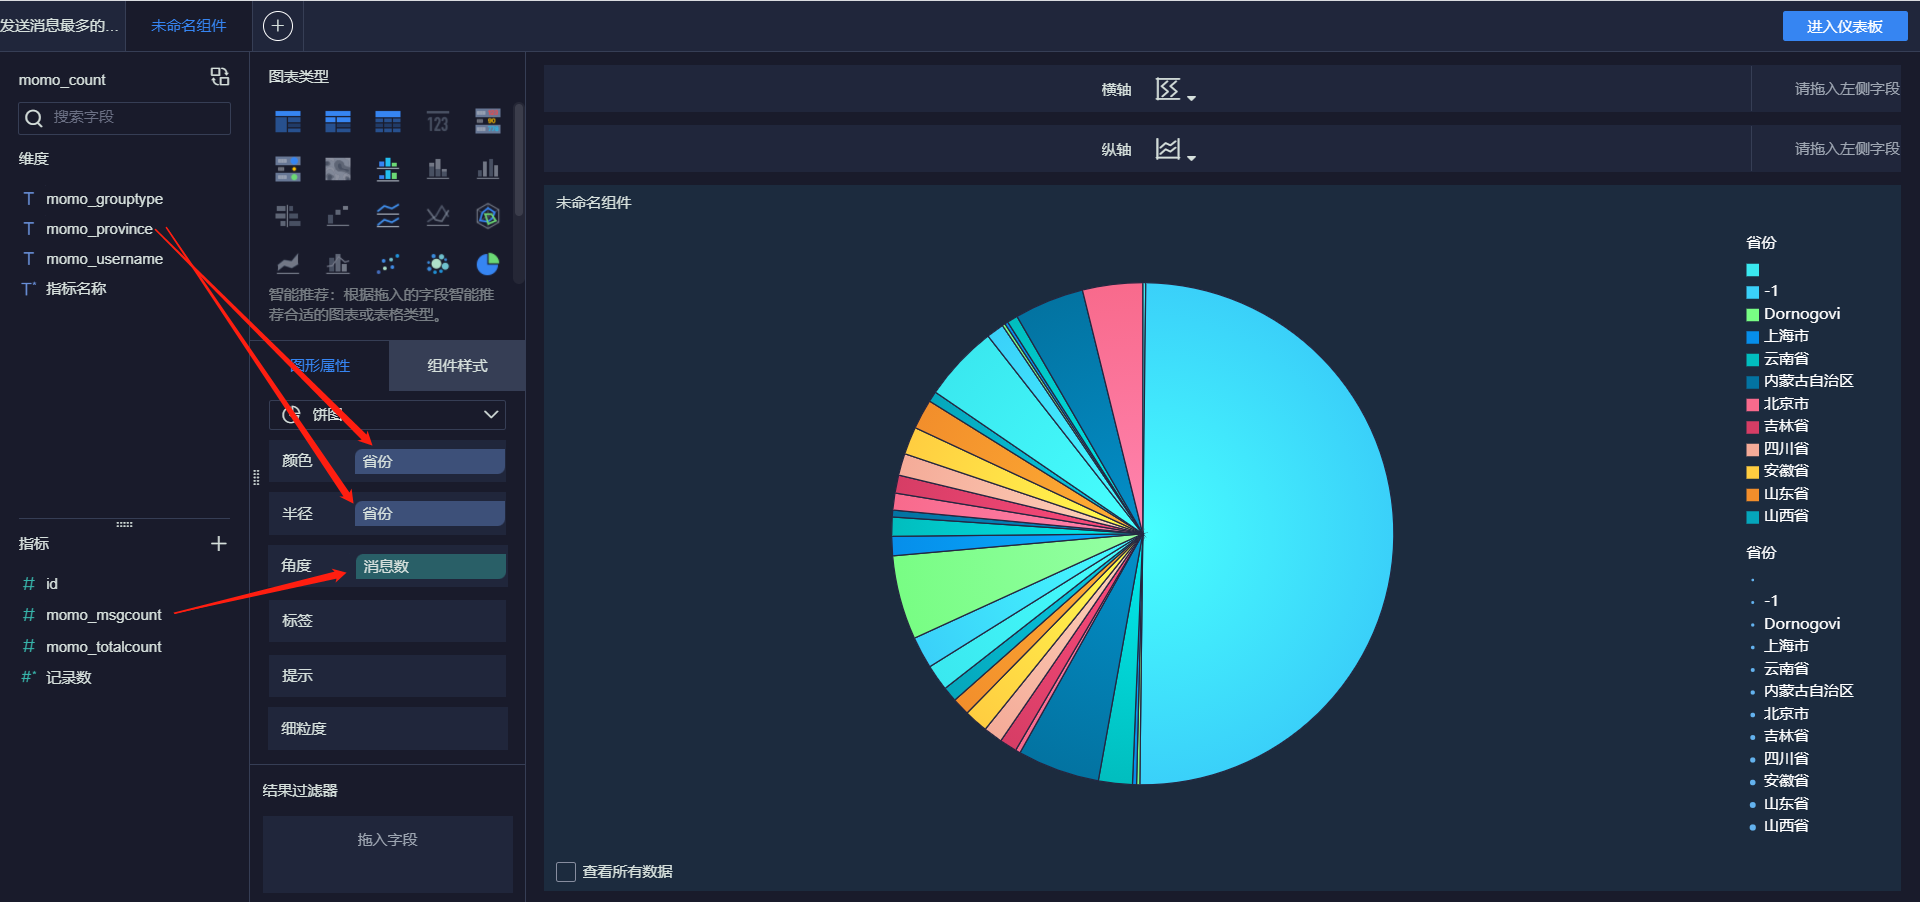 发送消息最多的...
未命名组件
进入仪表板
momo_count
搜索字段
维度
T momo_grouptype
T momo_province
T momo_username
T* 指标名称
指标
# id
# momo_msgcount
# momo_totalcount
#* 记录数
图表类型
123
90
智能推荐：根据拖入的字段智能推
荐合适的图表或表格类型。
图形属性
组件样式
饼图
颜色
省份
半径
省份
角度
消息数
标签
提示
细粒度
结果过滤器
拖入字段
横轴
请拖入左侧字段
纵轴
请拖入左侧字段
未命名组件
省份
-1
Dornogovi
上海市
云南省
内蒙古自治区
北京市
吉林省
四川省
安徽省
山东省
山西省
省份
-1
Dornogovi
上海市
云南省
内蒙古自治区
北京市
吉林省
四川省
安徽省
山东省
山西省
查看所有数据